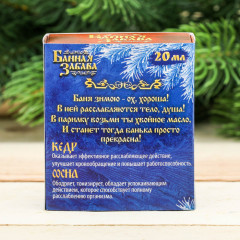 Банная
Забава
20 мл
Баня зимою - ох, хороша!
В ней расслабляются тело, душа!
В парилку возьми ты хвойное масло.
И станет тогда банька просто
прекрасна!
КЕДР
Оказывает эффективное расслабляющее действие,
улучшает кровообращение и повышает работоспособность.
СОСНА
Ободряет, тонизирует, обладает успокаивающим
действием, которое способствует полному
расслаблению организма.